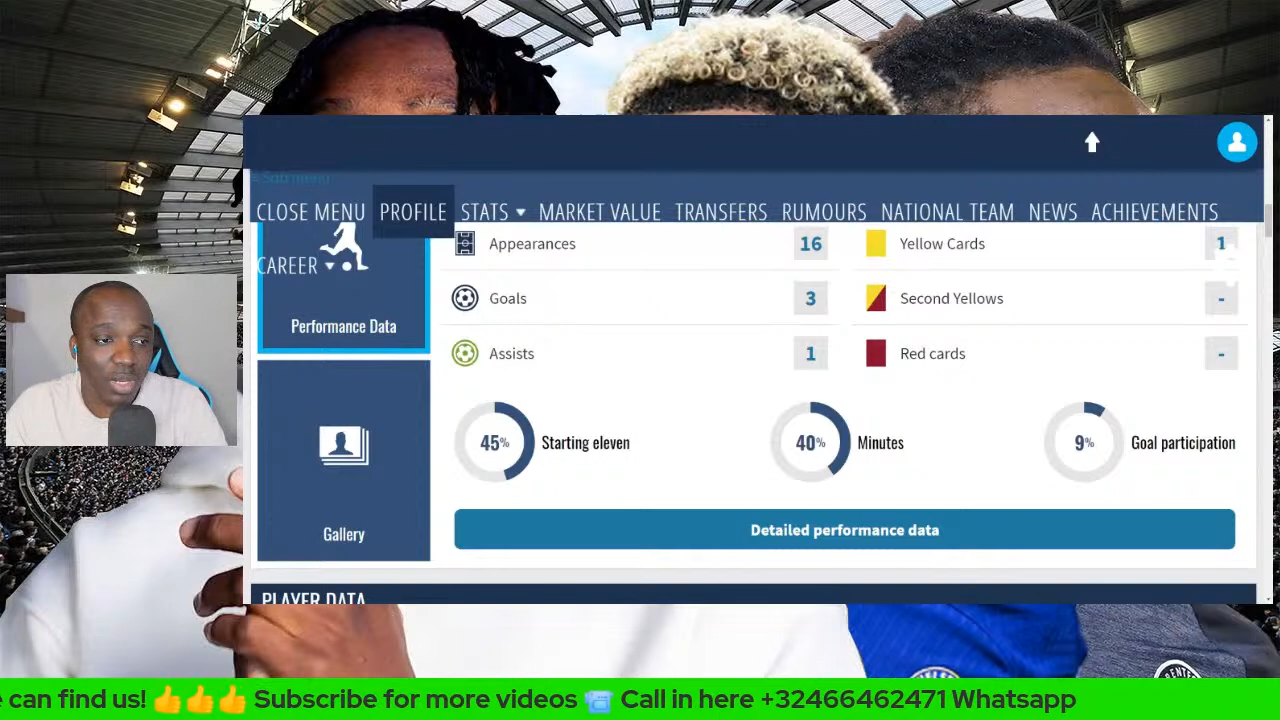 CLOSE MENU PROFILE STATS MARKET VALUE TRANSFERS RUMOURS NATIONAL TEAM NEWS ACHIEVEMENTS
CAREER
Appearances 16 Yellow Cards 1
Goals 3 Second Yellows -
Performance Data
Assists 1 Red cards -
45% Starting eleven 40% Minutes 9% Goal participation
Gallery
Detailed performance data
PLAYER DATA
can find us! 👍👍👍 Subscribe for more videos 📹 Call in here +32466462471 Whatsapp